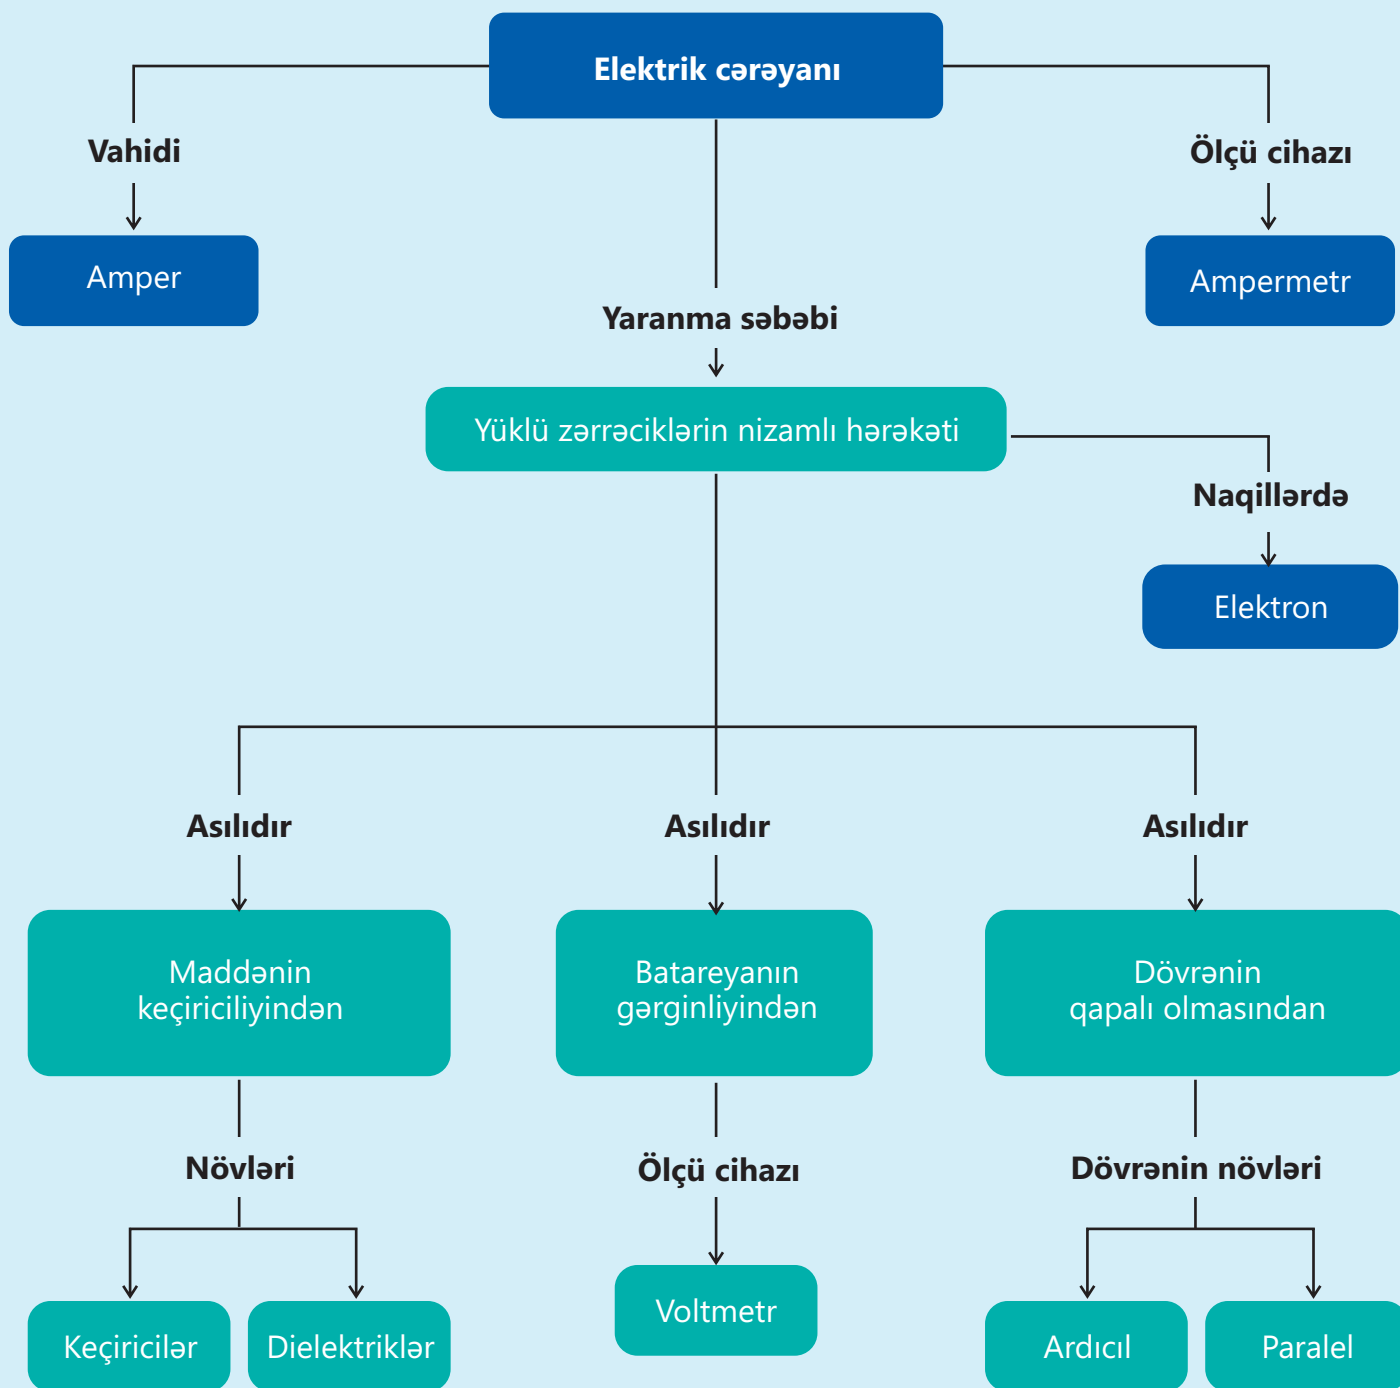 Elektrik cərəyanı
Vahidi
Ölçü cihazı
Amper
Ampermetr
Yaranma səbəbi
Yüklü zərrəciklərin nizamlı hərəkəti
Naqillərdə
Elektron
Asılıdır
Asılıdır
Asılıdır
Maddənin
keçiriciliyindən
Batareyanın
gərginliyindən
Dövrənin
qapalı olmasından
Növləri
Ölçü cihazı
Dövrənin növləri
Keçiricilər
Dielektriklər
Voltmetr
Ardıcıl
Paralel